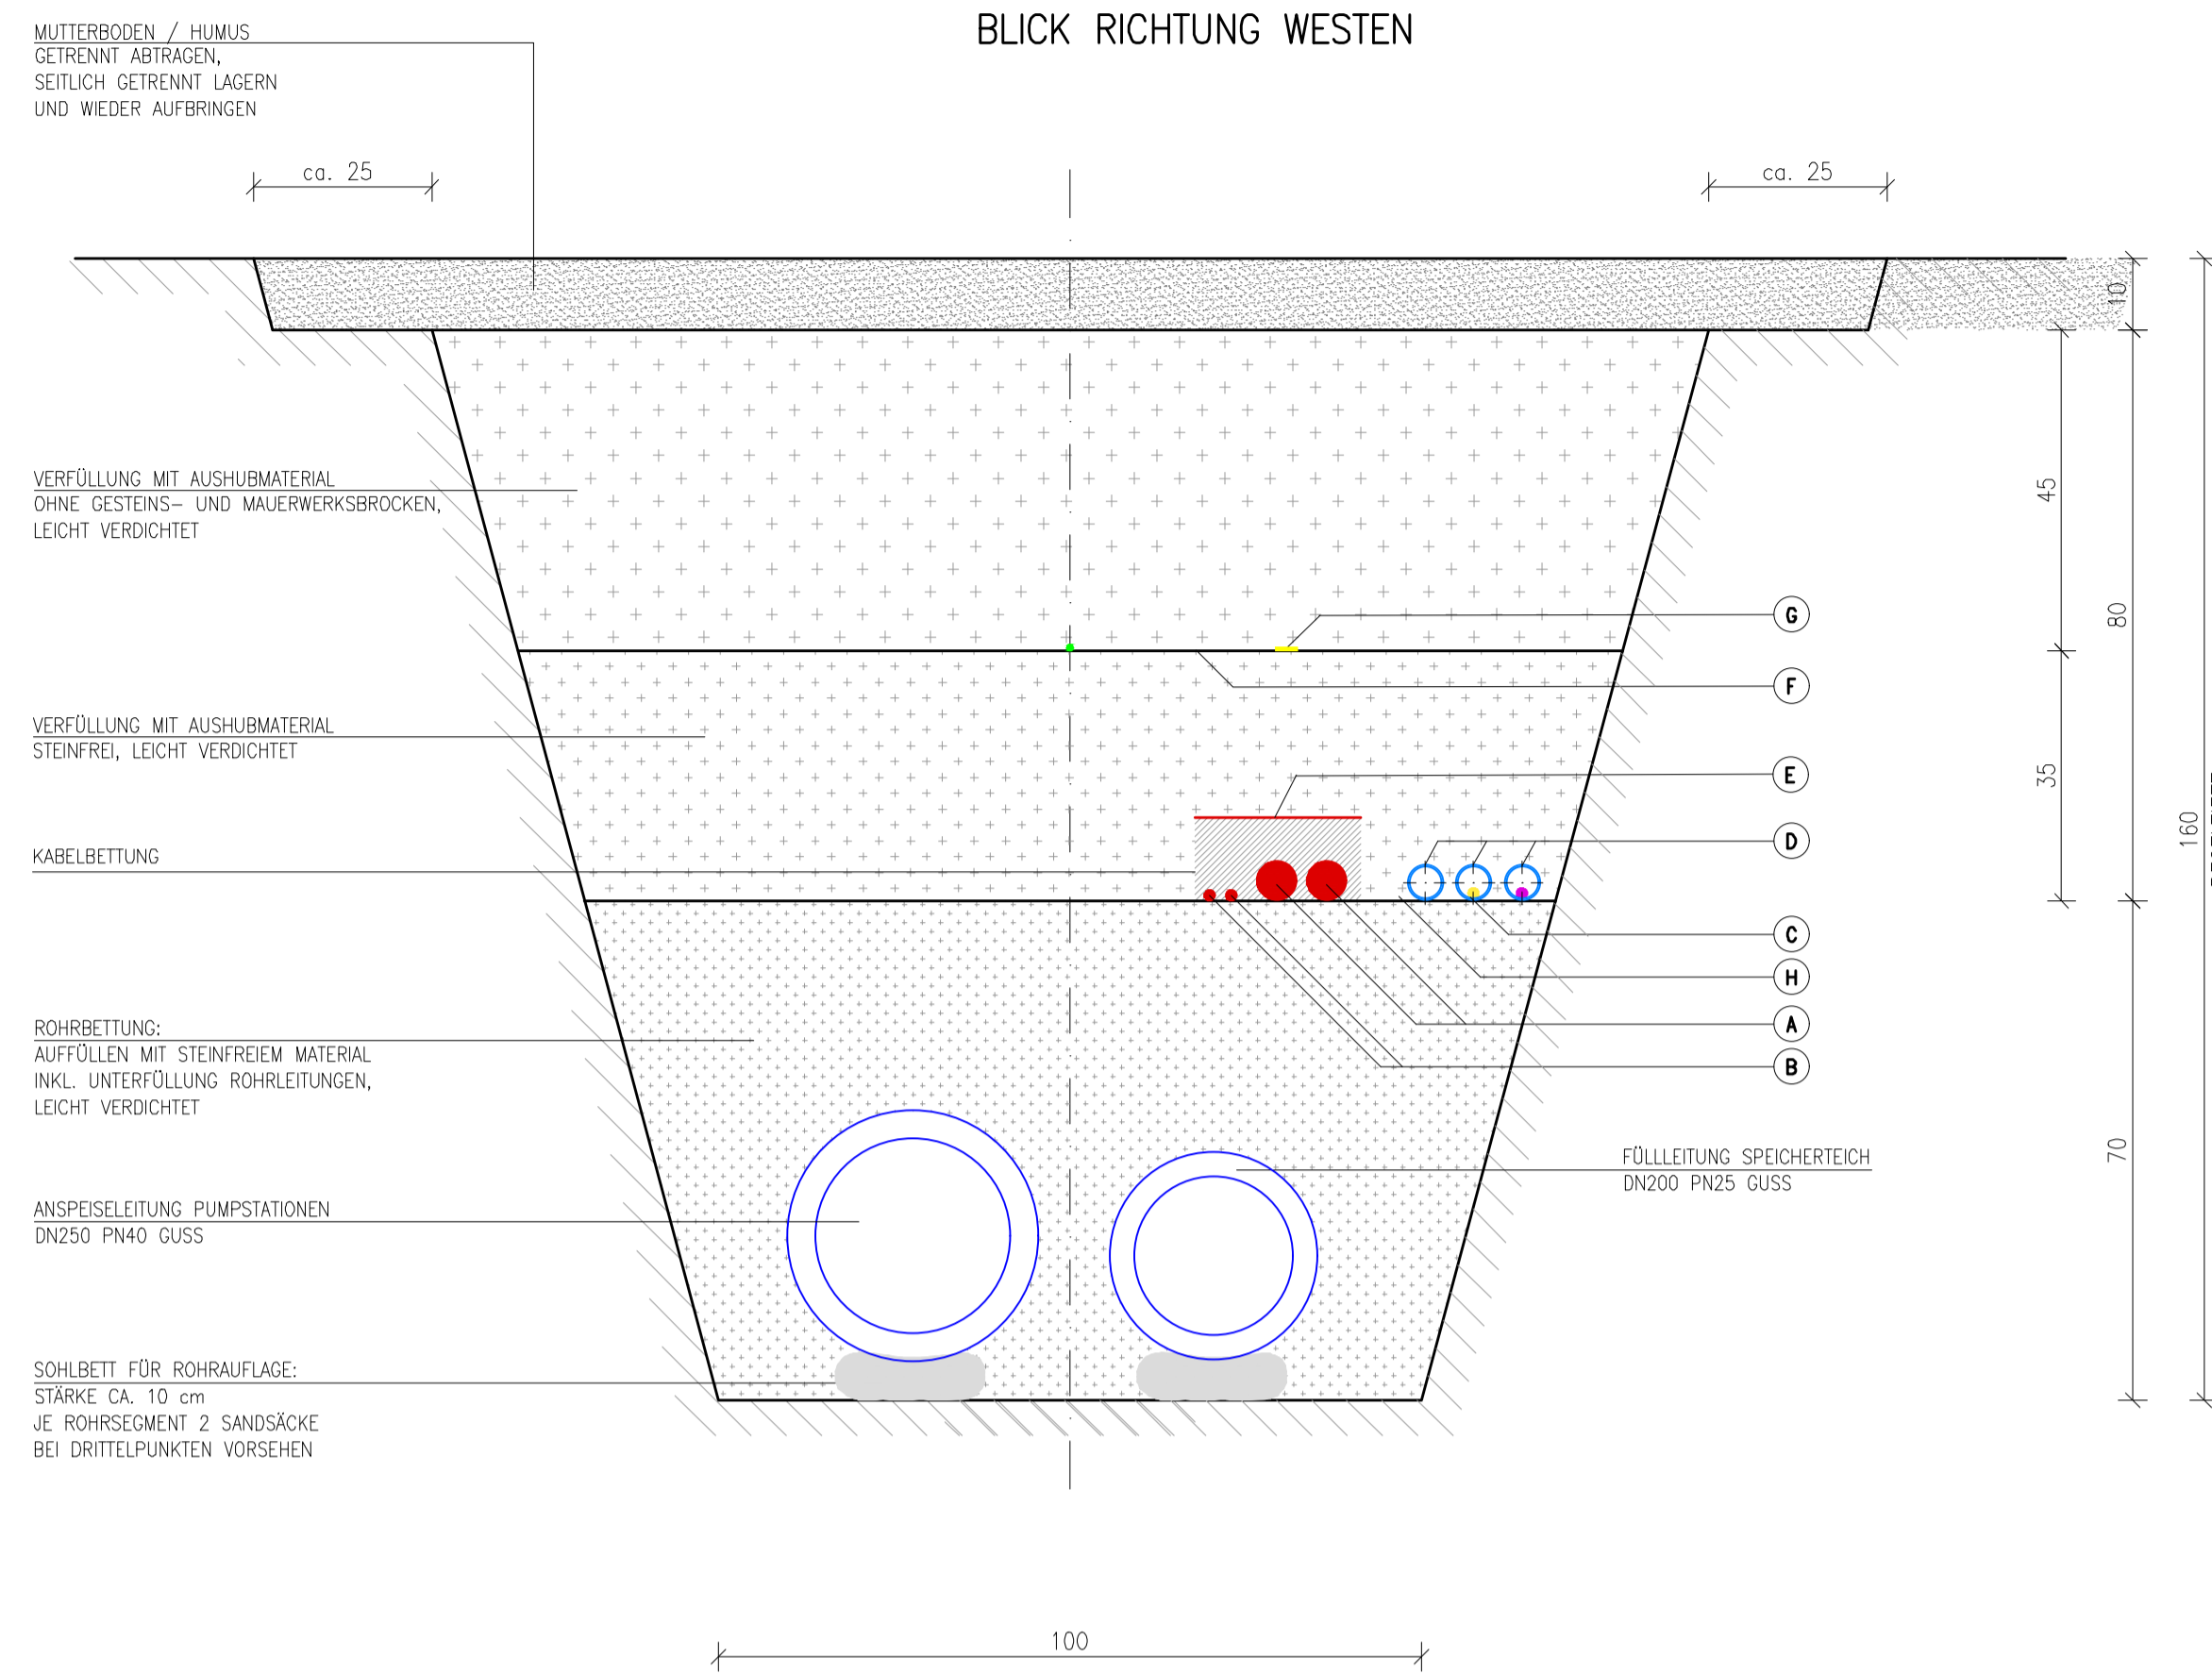 BLICK RICHTUNG WESTEN
MUTTERBODEN / HUMUS
GETRENNT ABTRAGEN,
SEITLICH GETRENNT LAGERN
UND WIEDER AUFBRINGEN
ca. 25
ca. 25
10
VERFÜLLUNG MIT AUSHUBMATERIAL
OHNE GESTEINS- UND MAUERWERKSBROCKEN,
LEICHT VERDICHTET
45
G
80
F
VERFÜLLUNG MIT AUSHUBMATERIAL
STEINFREI, LEICHT VERDICHTET
E
35
160
D
KABELBETTUNG
C
H
A
B
ROHRBETTUNG:
AUFFÜLLEN MIT STEINFREIEM MATERIAL
INKL. UNTERFÜLLUNG ROHRLEITUNGEN,
LEICHT VERDICHTET
70
FÜLLLEITUNG SPEICHERTEICH
DN200 PN25 GUSS
ANSPEISELEITUNG PUMPSTATIONEN
DN250 PN40 GUSS
SOHLBETT FÜR ROHRAUFLAGE:
STÄRKE CA. 10 cm
JE ROHRSEGMENT 2 SANDSÄCKE
BEI DRITTELPUNKTEN VORSEHEN
100